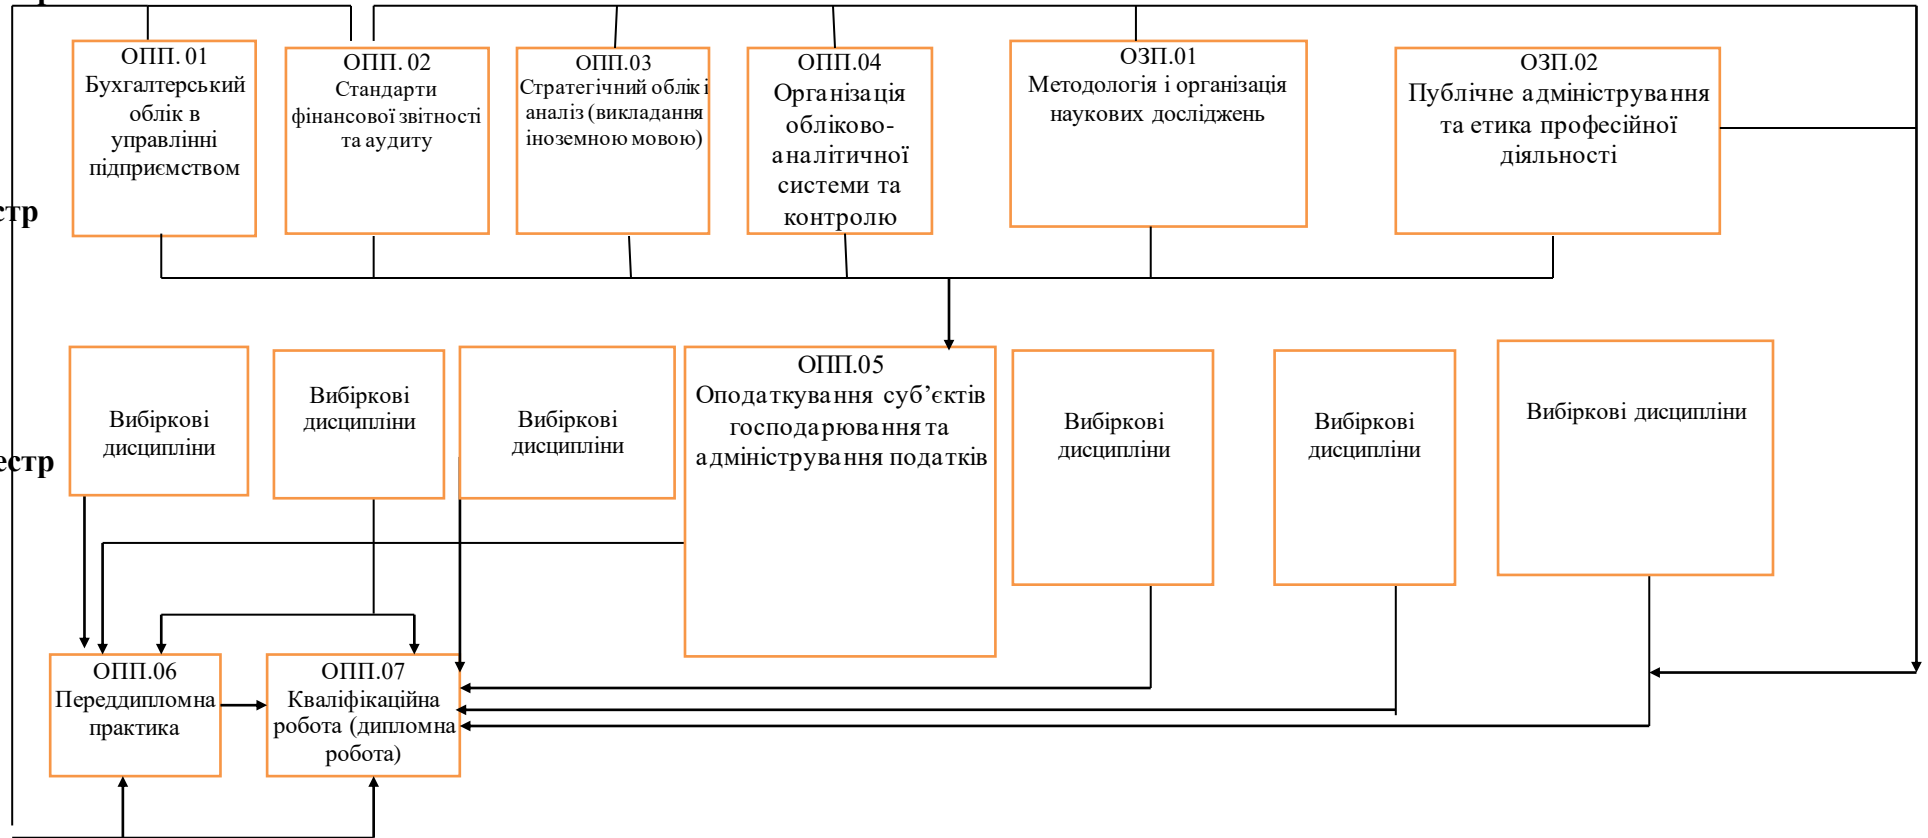 ОПП. 01
Бухгалтерський
облік в
управлінні
підприємством
ОПП. 02
Стандарти
фінансової звітності
та аудиту
ОПП.03
Стратегічний облік і
аналіз (викладання
іноземною мовою)
ОПП.04
Організація
обліково-
аналітичної
системи та
контролю
ОЗП.01
Методологія і організація
наукових досліджень
ОЗП.02
Публічне адміністрування
та етика професійної
діяльності
стр
Вибіркові
дисципліни
Вибіркові
дисципліни
Вибіркові
дисципліни
ОПП.05
Оподаткування суб’єктів
господарювання та
адміністрування податків
Вибіркові
дисципліни
Вибіркові
дисципліни
Вибіркові дисципліни
естр
ОПП.06
Переддипломна
практика
ОПП.07
Кваліфікаційна
робота (дипломна
робота)